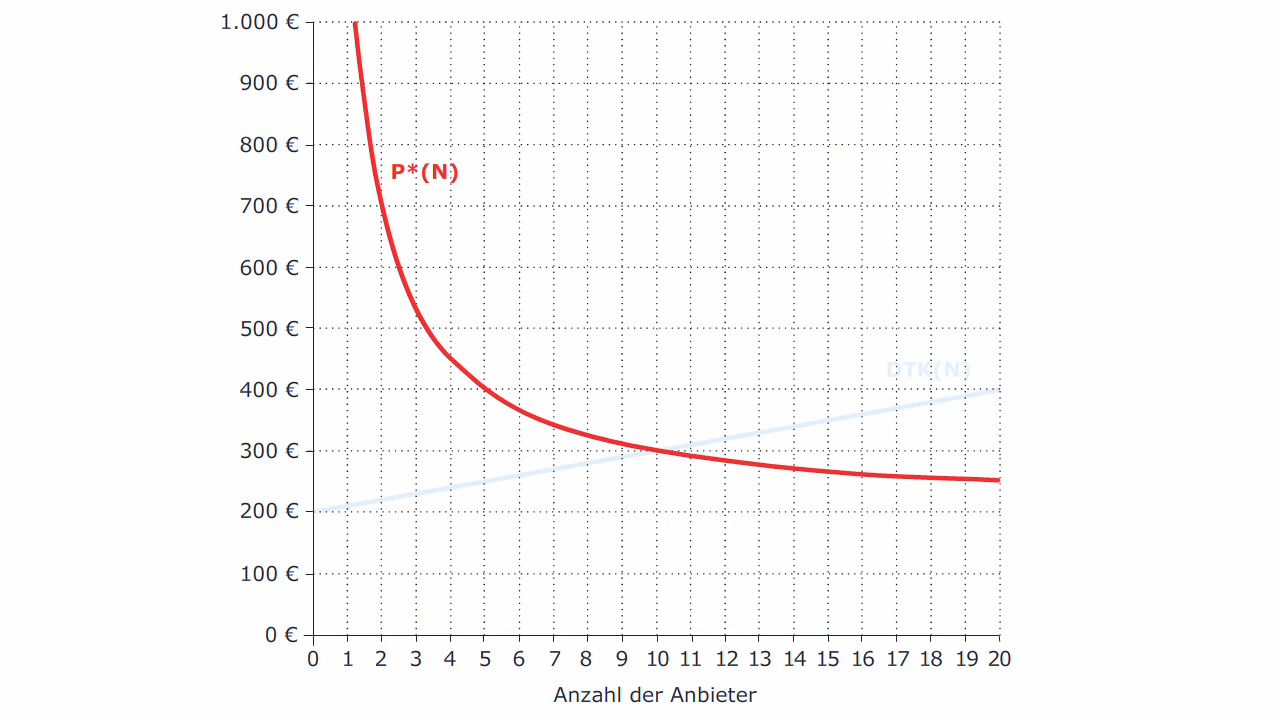 1.000 €
900 €
800 €
P*(N)
700 €
600 €
500 €
DTK(N)
400 €
300 €
200 €
100 €
0 €
0 1 2 3 4 5 6 7 8 9 10 11 12 13 14 15 16 17 18 19 20
Anzahl der Anbieter